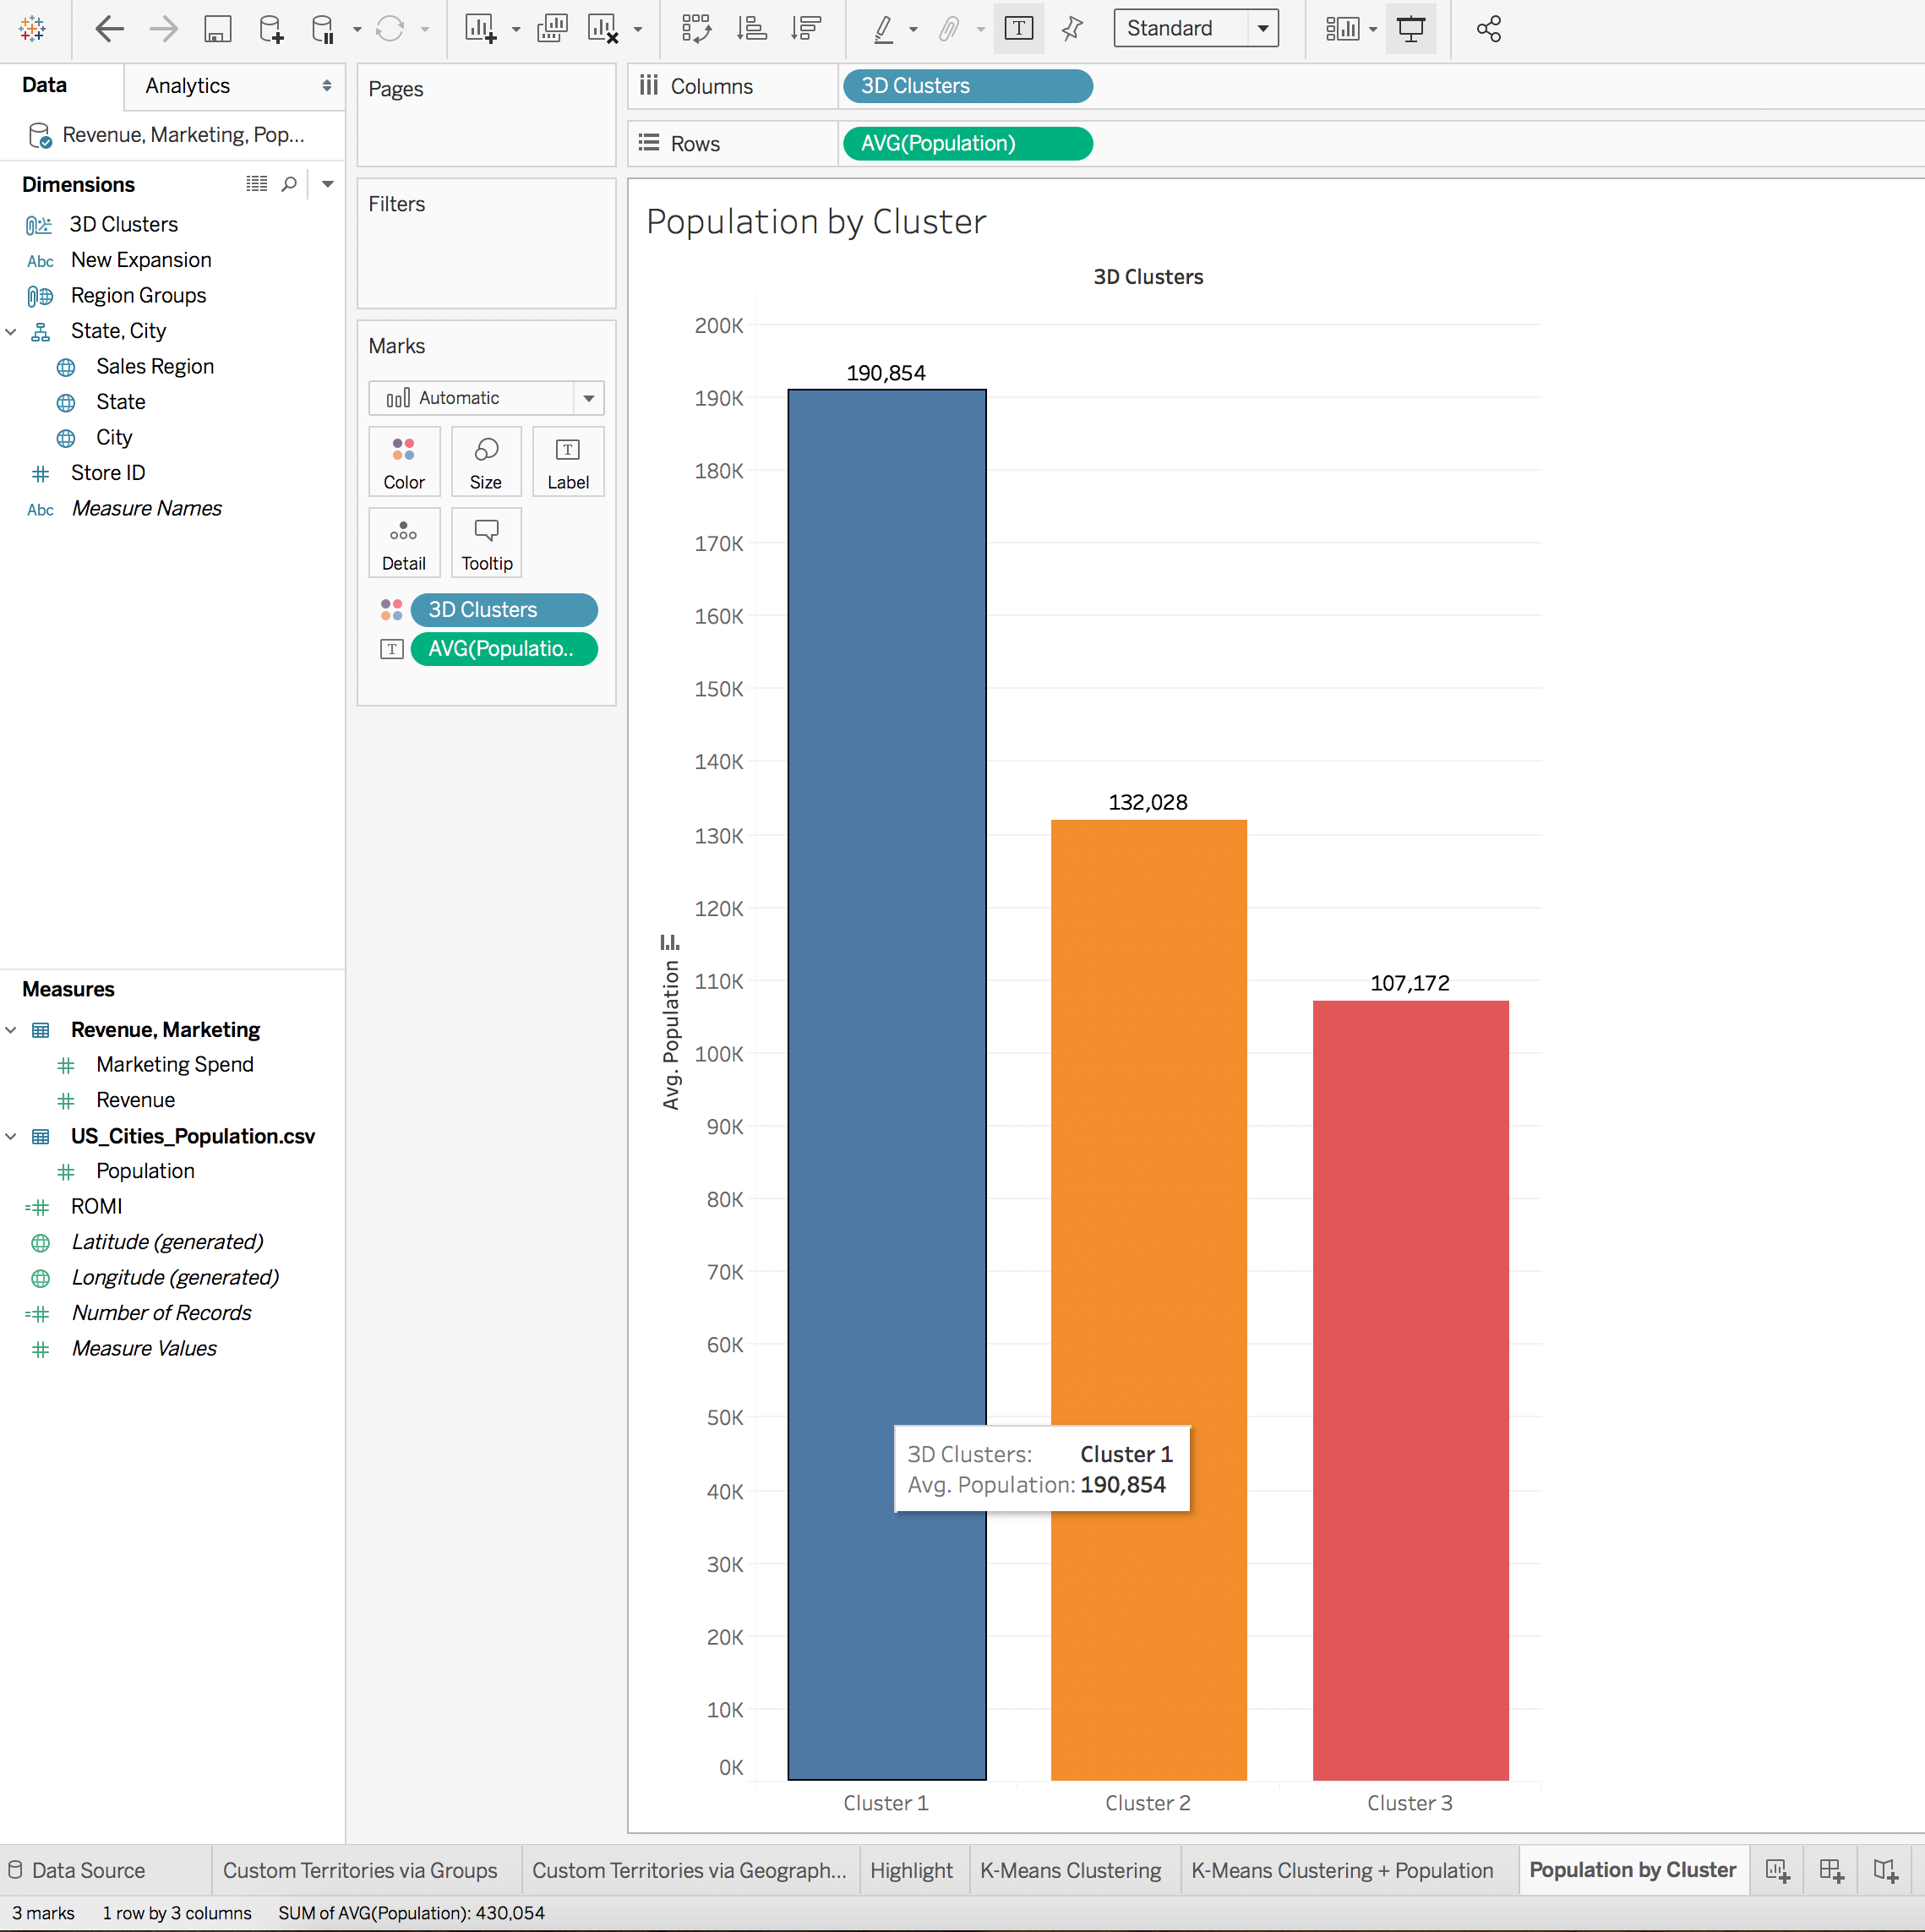 Standard
Data
Analytics
Revenue, Marketing, Pop...
Dimensions
3D Clusters
Abc New Expansion
Region Groups
State, City
Sales Region
State
City
Store ID
Abc Measure Names
Measures
Revenue, Marketing
Marketing Spend
Revenue
US_Cities_Population.csv
Population
ROMI
Latitude (generated)
Longitude (generated)
Number of Records
Measure Values
Pages
Filters
Marks
Automatic
Color Size T Label
Detail Tooltip
3D Clusters
T AVG(Populatio..
Columns 3D Clusters
Rows AVG(Population)
Population by Cluster
3D Clusters
200K
190K
180K
170K
160K
150K
140K
130K
120K
110K
100K
90K
80K
70K
60K
50K
40K
30K
20K
10K
0K
Avg. Population
190,854
132,028
107,172
3D Clusters: Cluster 1
Avg. Population: 190,854
Cluster 1 Cluster 2 Cluster 3
Data Source Custom Territories via Groups Custom Territories via Geograph... Highlight K-Means Clustering K-Means Clustering + Population Population by Cluster
3 marks 1 row by 3 columns SUM of AVG(Population): 430,054